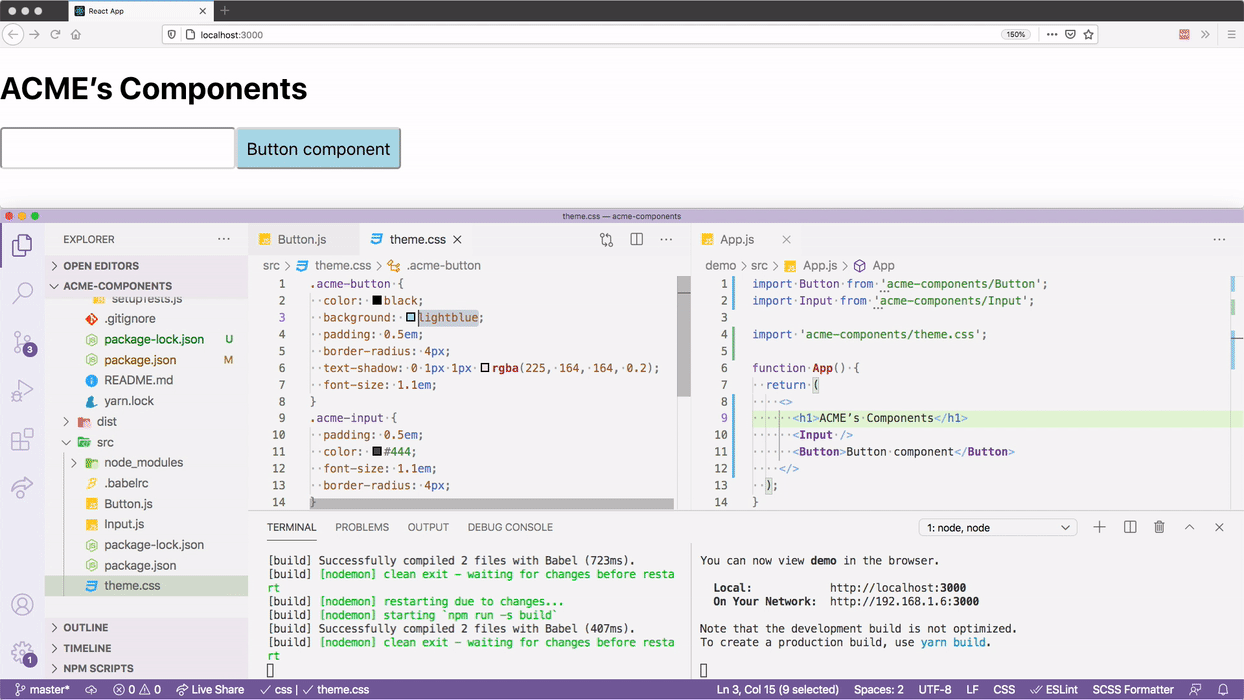 React App
localhost:3000
150%
ACME’s Components
Button component
theme.css — acme-components
EXPLORER
OPEN EDITORS
ACME-COMPONENTS
setupTests.js
.gitignore
package-lock.json U
package.json M
README.md
yarn.lock
dist
src
node_modules
.babelrc
Button.js
Input.js
package-lock.json
package.json
theme.css
OUTLINE
TIMELINE
NPM SCRIPTS
3
1
Button.js
theme.css
src > theme.css > .acme-button
1 .acme-button {
2 color: black;
3 background: lightblue;
4 padding: 0.5em;
5 border-radius: 4px;
6 text-shadow: 0 1px 1px rgba(225, 164, 164, 0.2);
7 font-size: 1.1em;
8 }
9 .acme-input {
10 padding: 0.5em;
11 color: #444;
12 font-size: 1.1em;
13 border-radius: 4px;
14 }
App.js
demo > src > App.js > App
1 import Button from 'acme-components/Button';
2 import Input from 'acme-components/Input';
3
4 import 'acme-components/theme.css';
5
6 function App() {
7 return (
8 <>
9 <h1>ACME’s Components</h1>
10 <Input />
11 <Button>Button component</Button>
12 </>
13 );
14 }
TERMINAL PROBLEMS OUTPUT DEBUG CONSOLE
1: node, node
[build] Successfully compiled 2 files with Babel (723ms).
[build] [nodemon] clean exit - waiting for changes before resta
rt
[build] [nodemon] restarting due to changes...
[build] [nodemon] starting `npm run -s build`
[build] Successfully compiled 2 files with Babel (407ms).
[build] [nodemon] clean exit - waiting for changes before resta
rt
You can now view demo in the browser.
Local: http://localhost:3000
On Your Network: http://192.168.1.6:3000
Note that the development build is not optimized.
To create a production build, use yarn build.
master* 0 0 Live Share css | theme.css Ln 3, Col 15 (9 selected) Spaces: 2 UTF-8 LF CSS ESLint SCSS Formatter